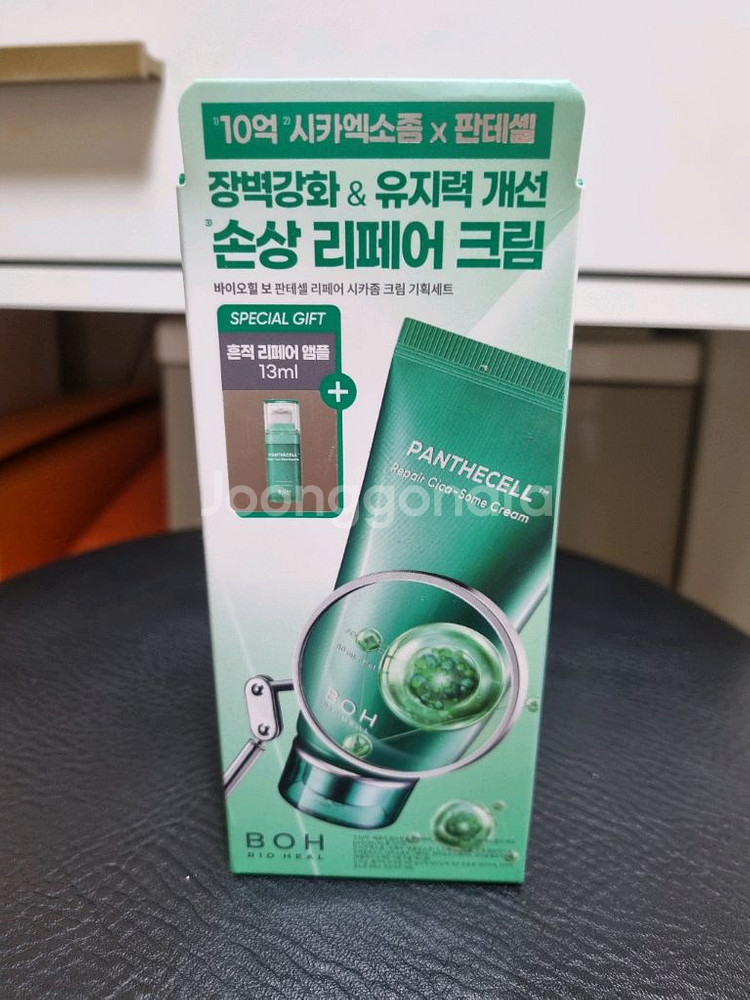 1) 10억 2) 시카엑소좀 x 판테셀
장벽강화 & 유지력 개선
3) 손상 리페어 크림
바이오힐 보 판테셀 리페어 시카좀 크림 기획세트
SPECIAL GIFT
흔적 리페어 앰플
13ml
+
PANTHECELL
PANTHECELL™
Repair Cica-Some Cream
Joonggonara
BOH
BOH
BIO HEAL